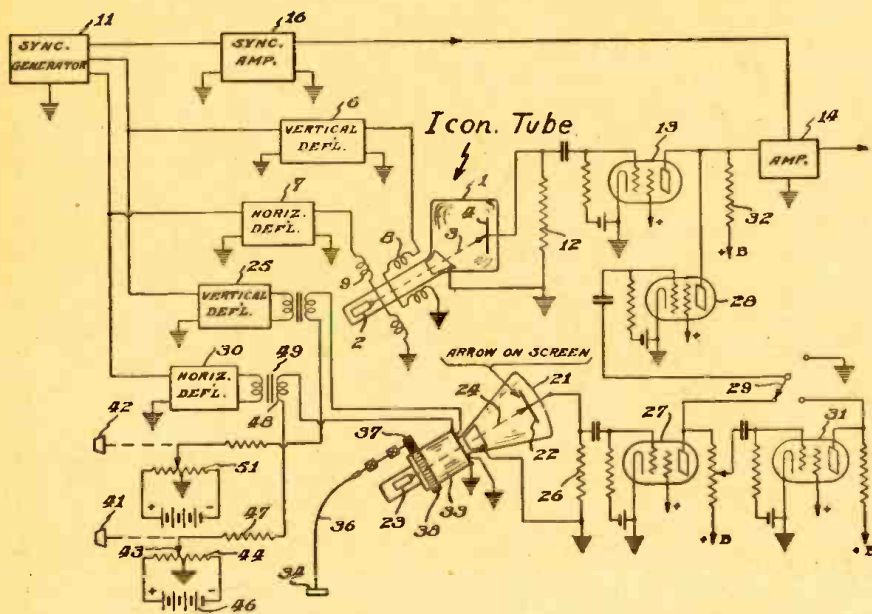 11
SYNC.
GENERATOR
16
SYNC.
AMP.
6
VERTICAL
DEFL.
Icon. Tube
13
14
AMP.
7
HORIZ.
DEFL.
1
4
3
8
9
2
12
32
+B
+
25
VERTICAL
DEFL.
28
+
30
HORIZ.
DEFL.
49
48
ARROW ON SCREEN
24
21
22
29
27
31
42
51
+ -
37
23
38
33
26
+
+B
+
+B
41
47
43
44
+ -
46
36
34